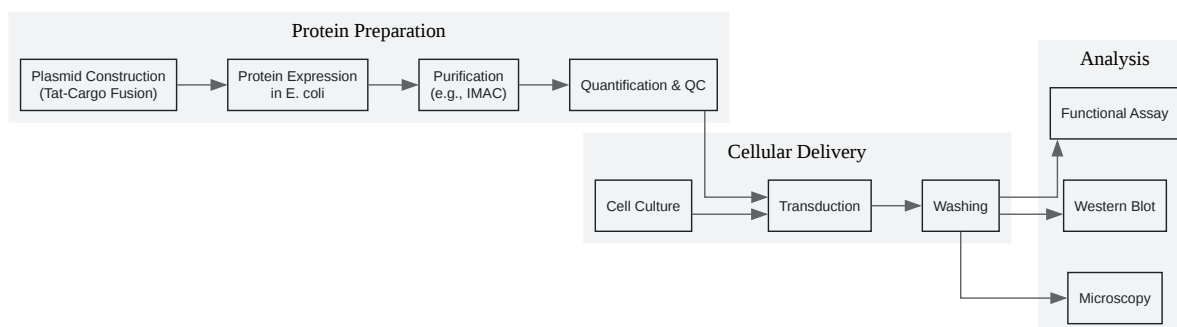 Protein Preparation
Plasmid Construction
(Tat-Cargo Fusion)
Protein Expression
in E. coli
Purification
(e.g., IMAC)
Quantification & QC
Cellular Delivery
Cell Culture
Transduction
Washing
Analysis
Functional Assay
Western Blot
Microscopy